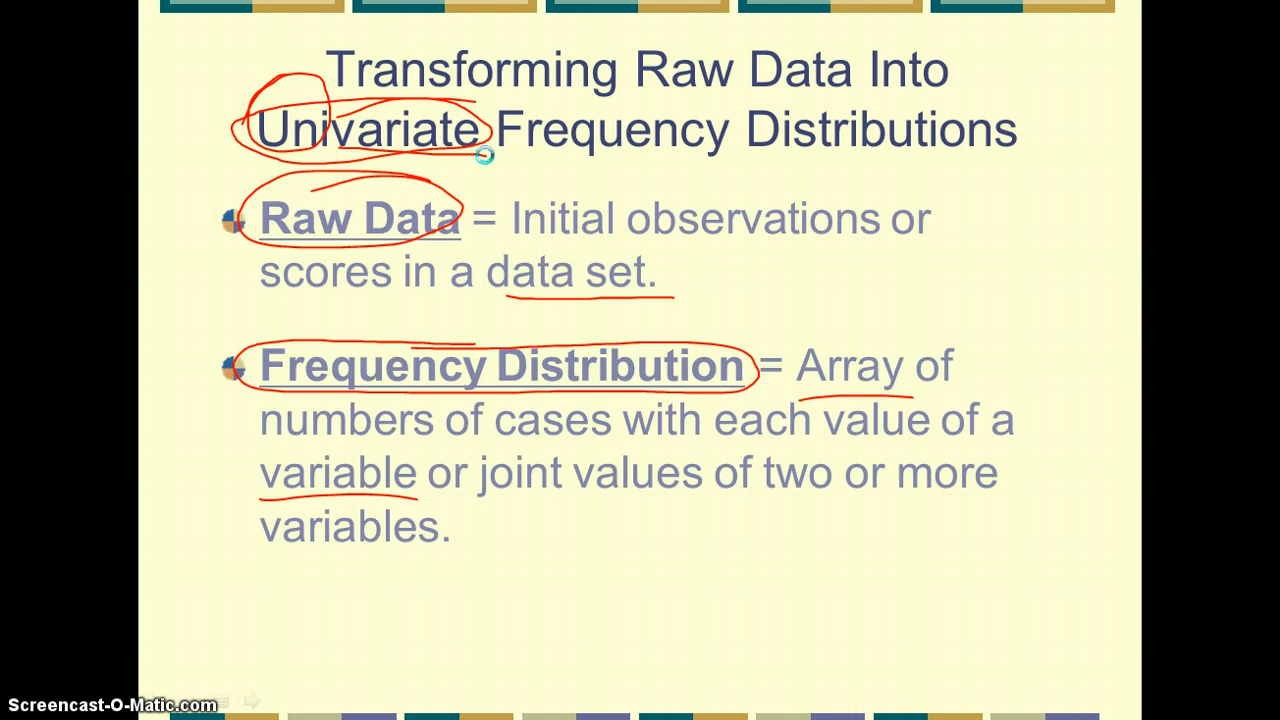 Transforming Raw Data Into
Univariate Frequency Distributions
Raw Data = Initial observations or
scores in a data set.
Frequency Distribution = Array of
numbers of cases with each value of a
variable or joint values of two or more
variables.
Screencast-O-Matic.com